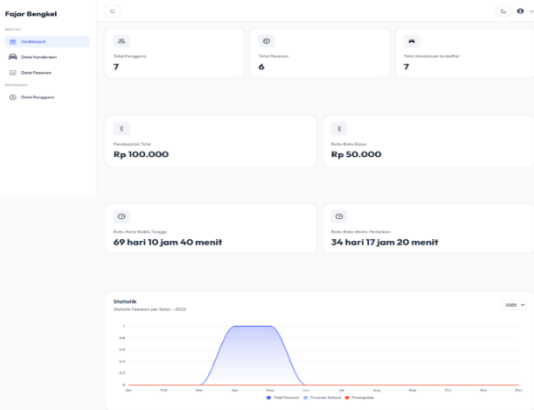 Fajar Bengkel
Dashboard
Data Kendaraan
Data Pesanan
Data Pengguna
Total Pengguna
7
Total Pesanan
6
Total Kendaraan terdaftar
7
Pendapatan Total
Rp 100.000
Rata-Rata Biaya
Rp 50.000
Rata-Rata Waktu Tunggu
69 hari 10 jam 40 menit
Rata-Rata Waktu Perbaikan
34 hari 17 jam 20 menit
Statistik
Statistik Pesanan per Bulan -
1
0.8
0.6
0.4
0.2
0
Jan Feb Mar Apr May Jun Jul Aug Sep Oct Nov Dec
Total Pesanan Pesanan Selesai Pendapatan